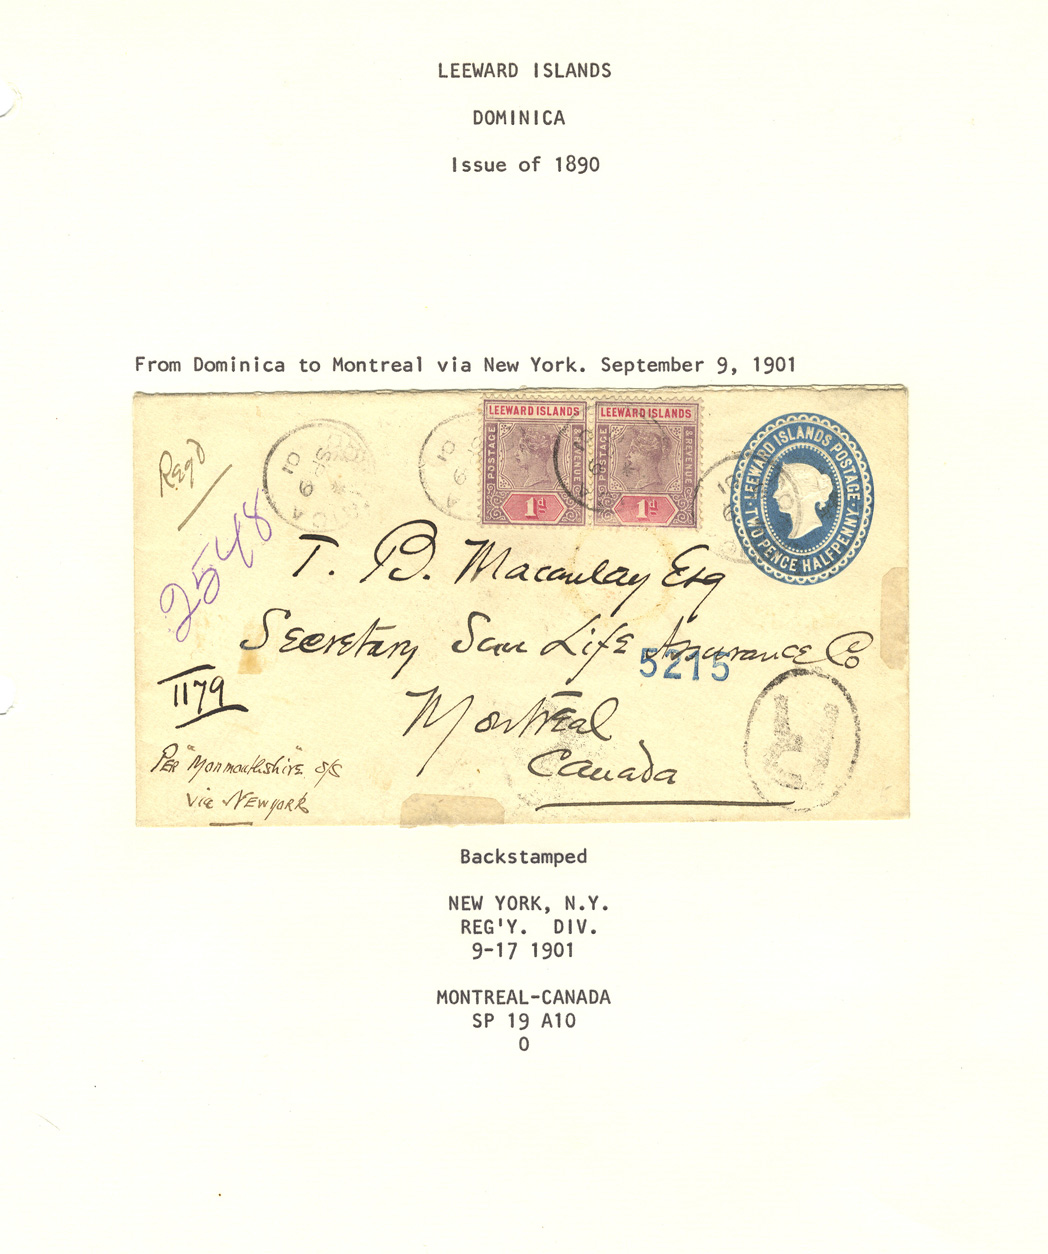 LEEWARD ISLANDS
DOMINICA
Issue of 1890
From Dominica to Montreal via New York. September 9, 1901
LEEWARD ISLANDS
POSTAGE
REVENUE
1d
LEEWARD ISLANDS
POSTAGE
REVENUE
1d
LEEWARD ISLANDS POSTAGE
TWO PENCE HALFPENNY
Regd
2548
T. B. Macaulay Esq
Secretary Sun Life Assurance Co
5215
1179
Montreal
Canada
R
Per "Monmouthshire" s/s
via New York
Backstamped
NEW YORK, N.Y.
REG'Y. DIV.
9-17 1901
MONTREAL-CANADA
SP 19 A10
0